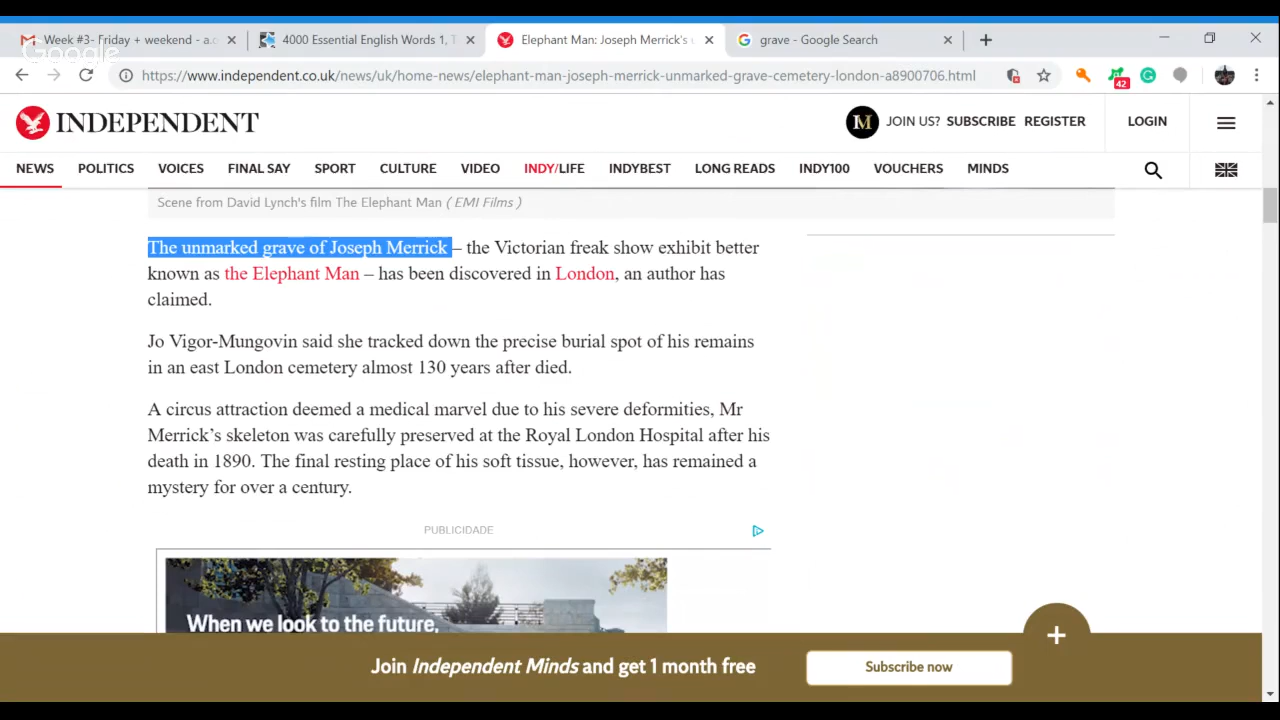 Week #3- Friday + weekend - a.c
4000 Essential English Words 1, T
Elephant Man: Joseph Merrick's u
grave - Google Search
Google
https://www.independent.co.uk/news/uk/home-news/elephant-man-joseph-merrick-unmarked-grave-cemetery-london-a8900706.html
42
INDEPENDENT
M JOIN US? SUBSCRIBE REGISTER
LOGIN
NEWS POLITICS VOICES FINAL SAY SPORT CULTURE VIDEO INDY/LIFE INDYBEST LONG READS INDY100 VOUCHERS MINDS
Scene from David Lynch's film The Elephant Man ( EMI Films )
The unmarked grave of Joseph Merrick – the Victorian freak show exhibit better
known as the Elephant Man – has been discovered in London, an author has
claimed.
Jo Vigor-Mungovin said she tracked down the precise burial spot of his remains
in an east London cemetery almost 130 years after died.
A circus attraction deemed a medical marvel due to his severe deformities, Mr
Merrick's skeleton was carefully preserved at the Royal London Hospital after his
death in 1890. The final resting place of his soft tissue, however, has remained a
mystery for over a century.
PUBLICIDADE
When we look to the future,
Join Independent Minds and get 1 month free
Subscribe now